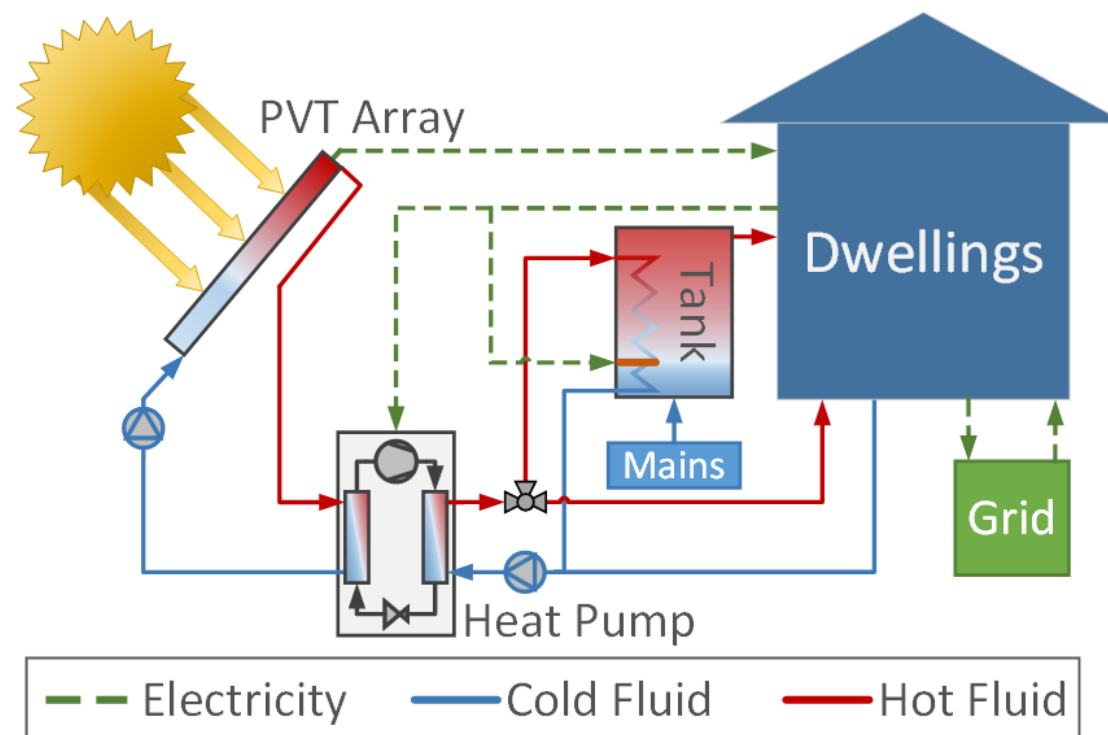 PVT Array
Dwellings
Tank
Mains
Grid
Heat Pump
Electricity
Cold Fluid
Hot Fluid